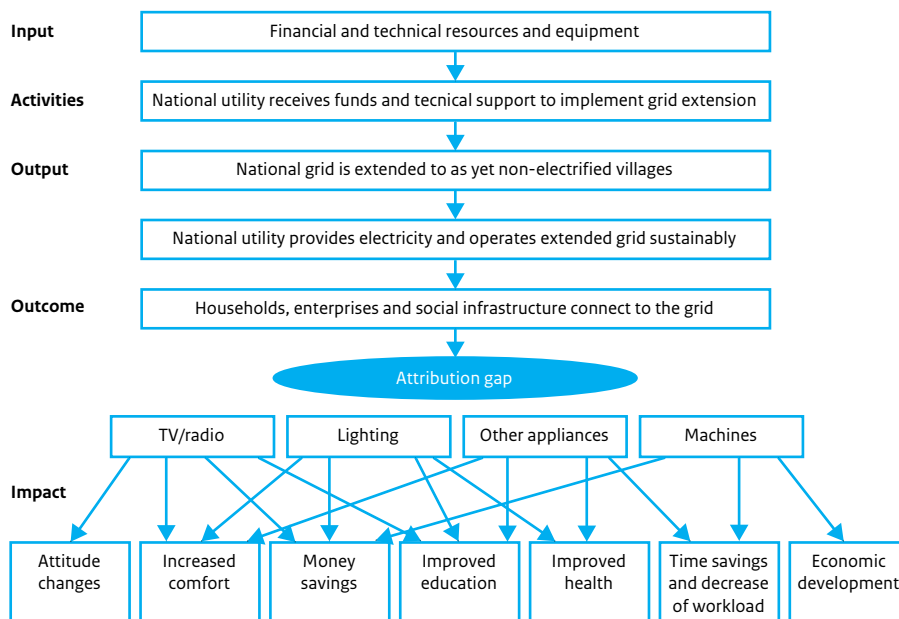 Input
Financial and technical resources and equipment
Activities
National utility receives funds and tecnical support to implement grid extension
Output
National grid is extended to as yet non-electrified villages
National utility provides electricity and operates extended grid sustainably
Outcome
Households, enterprises and social infrastructure connect to the grid
Attribution gap
TV/radio
Lighting
Other appliances
Machines
Impact
Attitude
changes
Increased
comfort
Money
savings
Improved
education
Improved
health
Time savings
and decrease
of workload
Economic
development